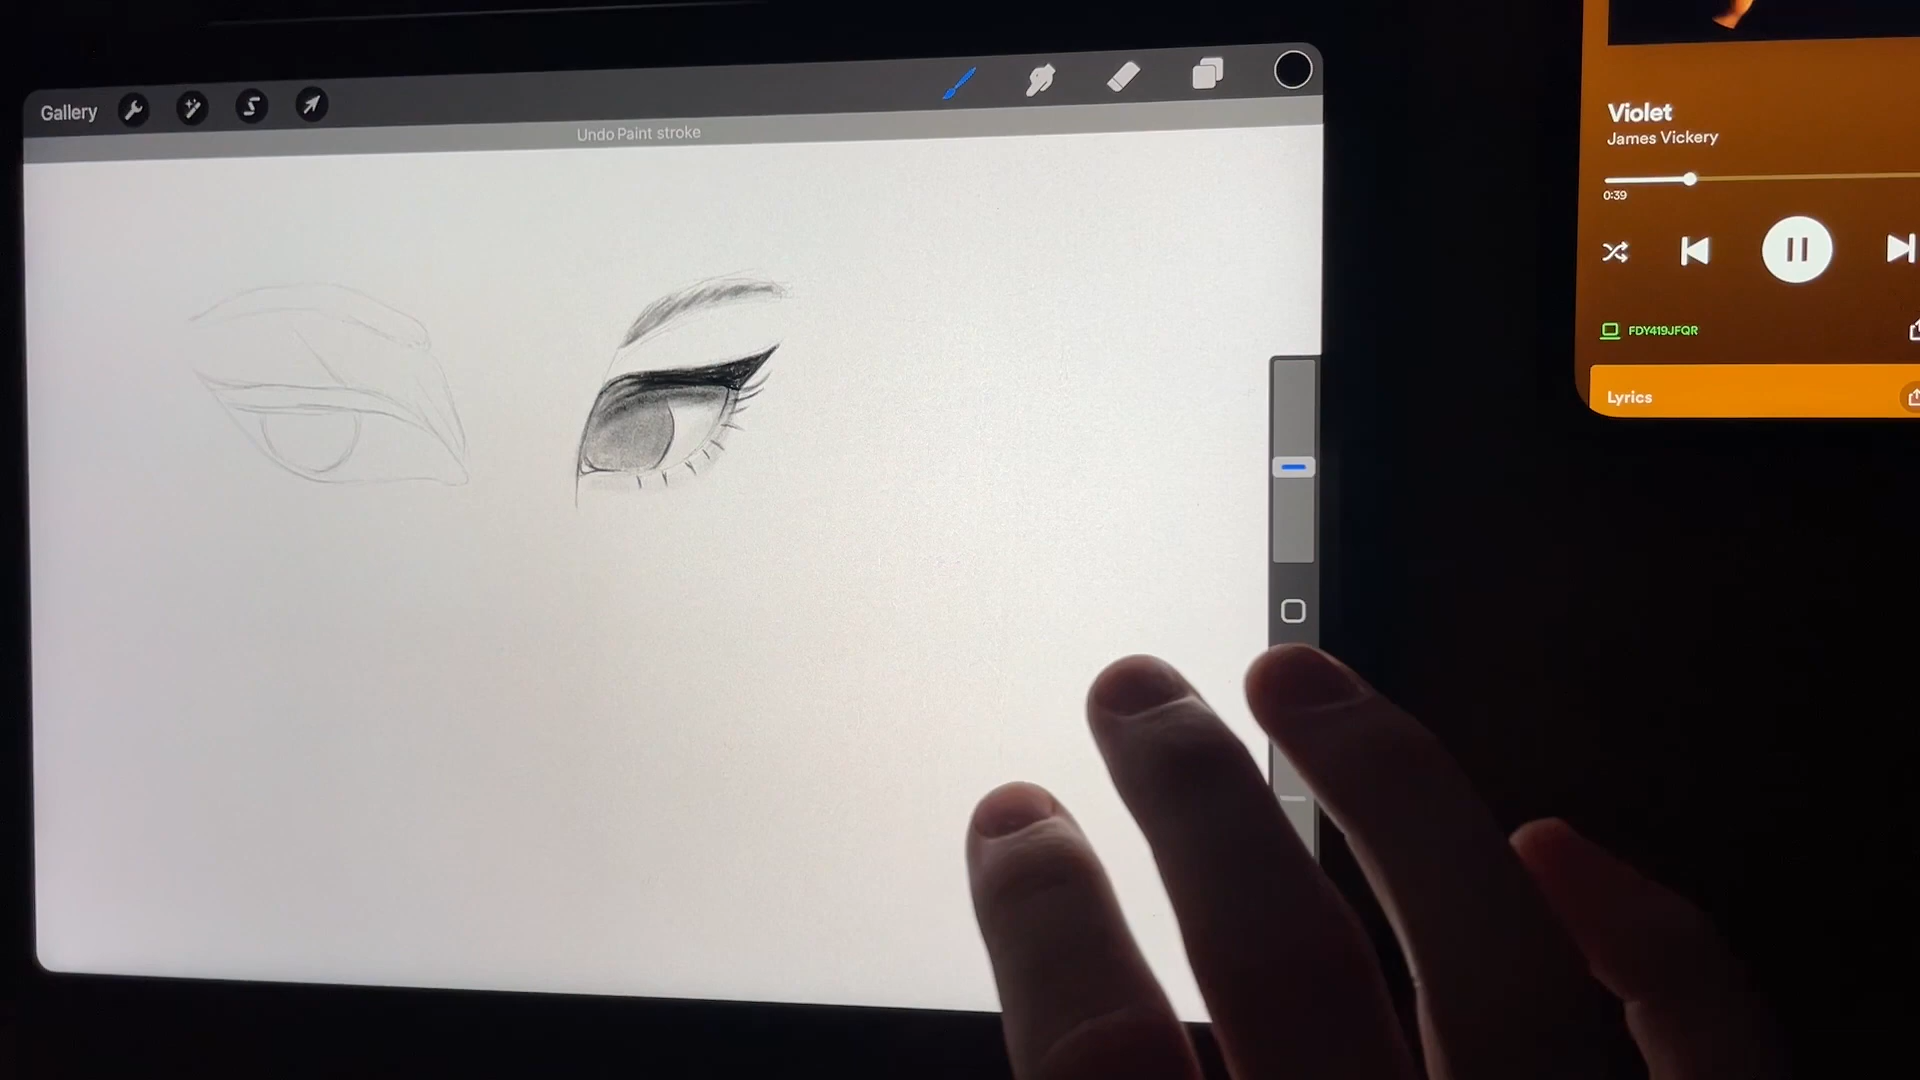 Gallery
Undo Paint stroke
Violet
James Vickery
0:39
FDY419JFQR
Lyrics